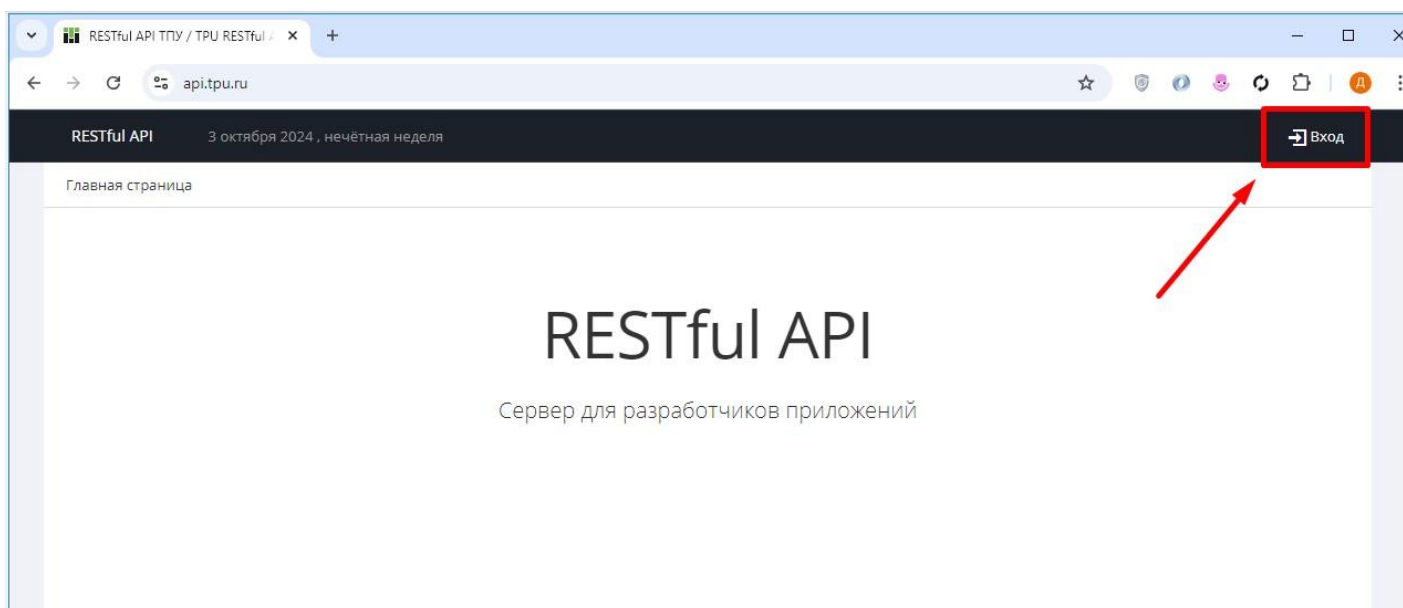 RESTful API ТПУ / TPU RESTful
api.tpu.ru
Д
RESTful API
3 октября 2024 , нечётная неделя
Вход
Главная страница
RESTful API
Сервер для разработчиков приложений